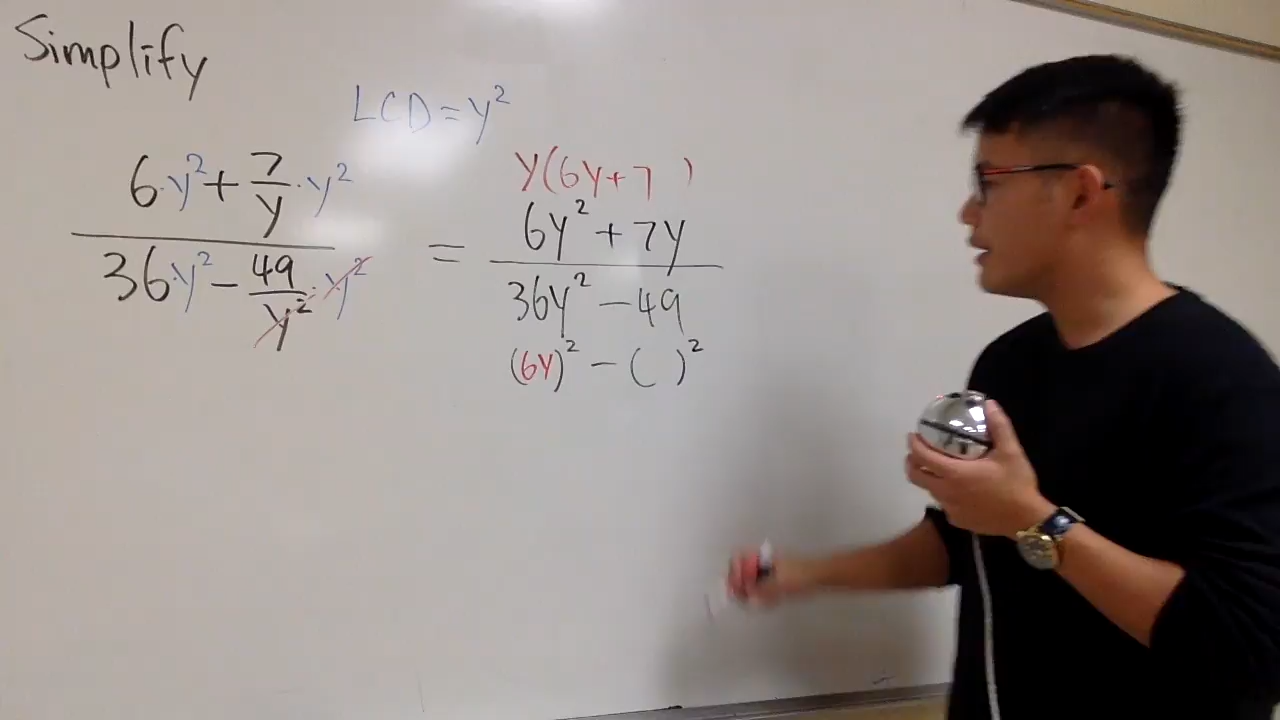 Simplify
LCD = y²
6·y² + 7/y · y²
36·y² − 49/y² · y²
=
y(6y+7 )
6y² + 7y
36y² − 49
(6y)² − ( )²